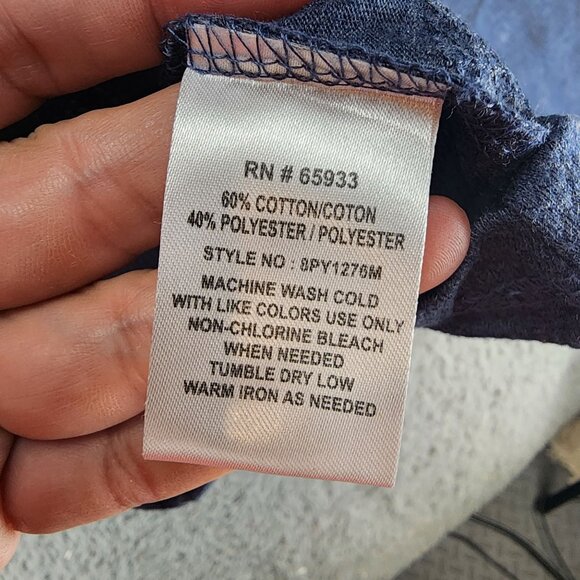 RN # 65933
60% COTTON/COTON
40% POLYESTER / POLYESTER
STYLE NO : 8PY1276M
MACHINE WASH COLD
WITH LIKE COLORS USE ONLY
NON-CHLORINE BLEACH
WHEN NEEDED
TUMBLE DRY LOW
WARM IRON AS NEEDED